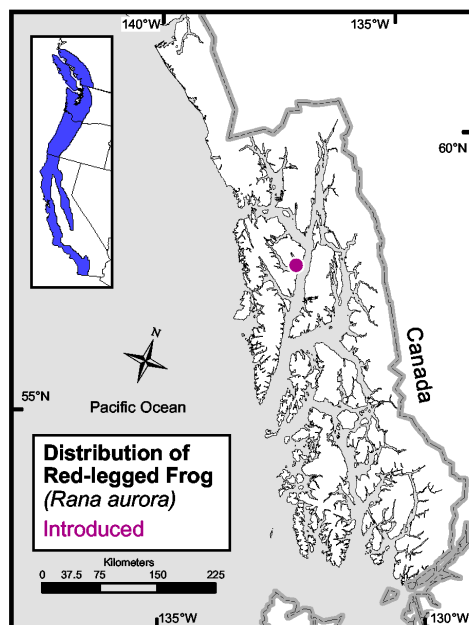 140°W
135°W
60°N
Canada
N
55°N
Pacific Ocean
Distribution of
Red-legged Frog
(Rana aurora)
Introduced
Kilometers
0 37.5 75 150 225
135°W
130°W